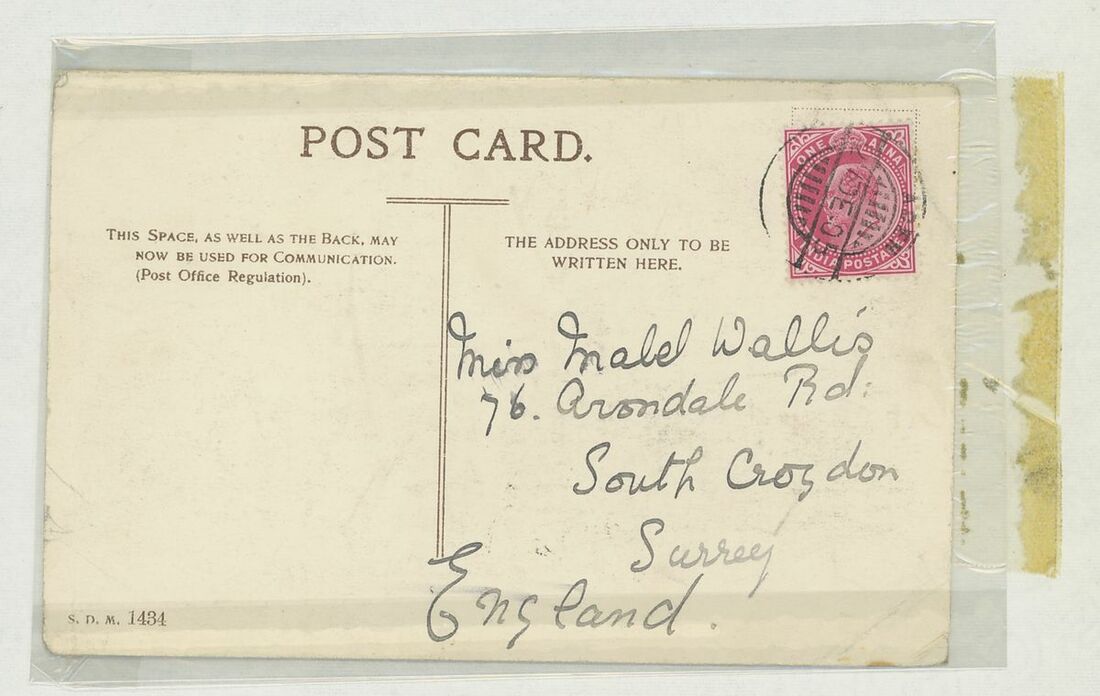 POST CARD.
THIS SPACE, AS WELL AS THE BACK, MAY
NOW BE USED FOR COMMUNICATION.
(Post Office Regulation).
THE ADDRESS ONLY TO BE
WRITTEN HERE.
ONE ANNA
INDIA POSTAGE
Miss Mabel Wallis
76. Avondale Rd:
South Croydon
Surrey
England.
S. D. M. 1434